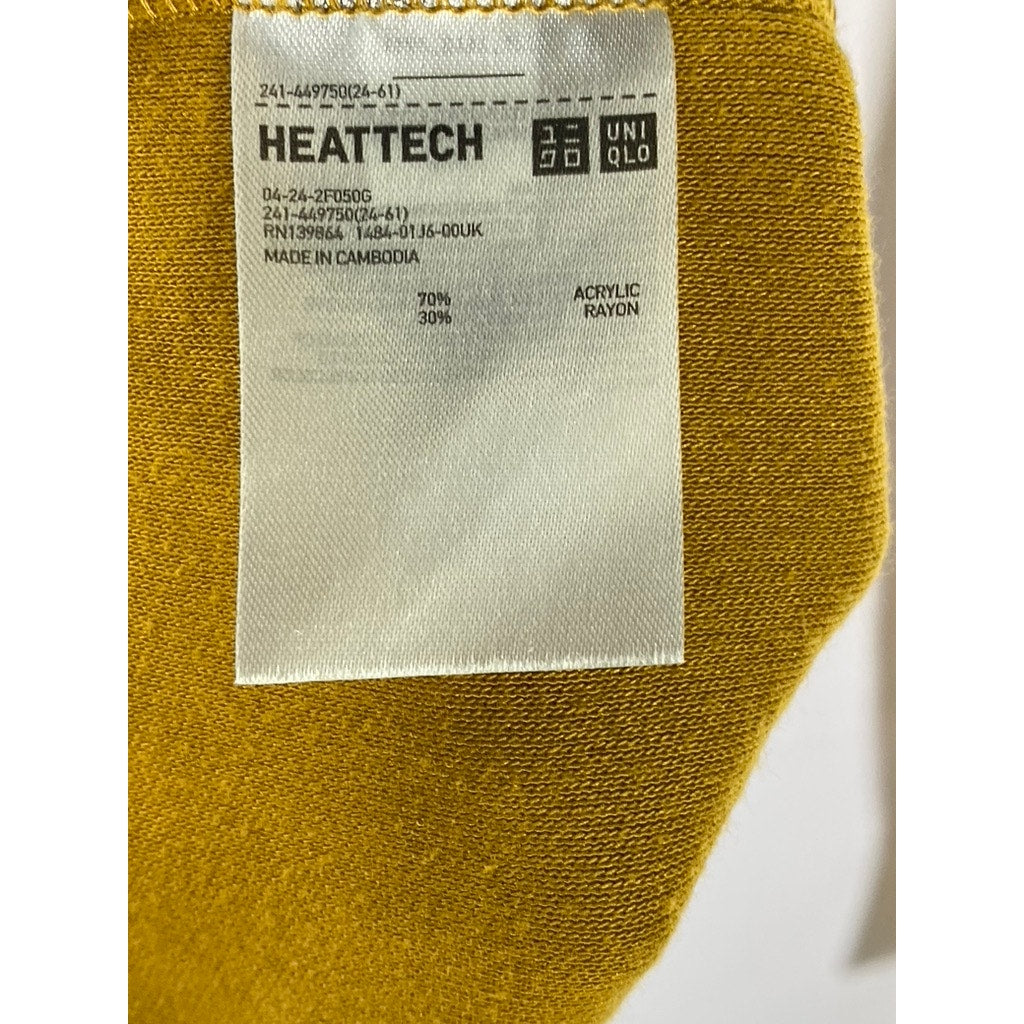 241-449750(24-61)
HEATTECH ユニ クロ UNI QLO
04-24-2F050G
241-449750(24-61)
RN139864 1484-01J6-00UK
MADE IN CAMBODIA
70% ACRYLIC
30% RAYON